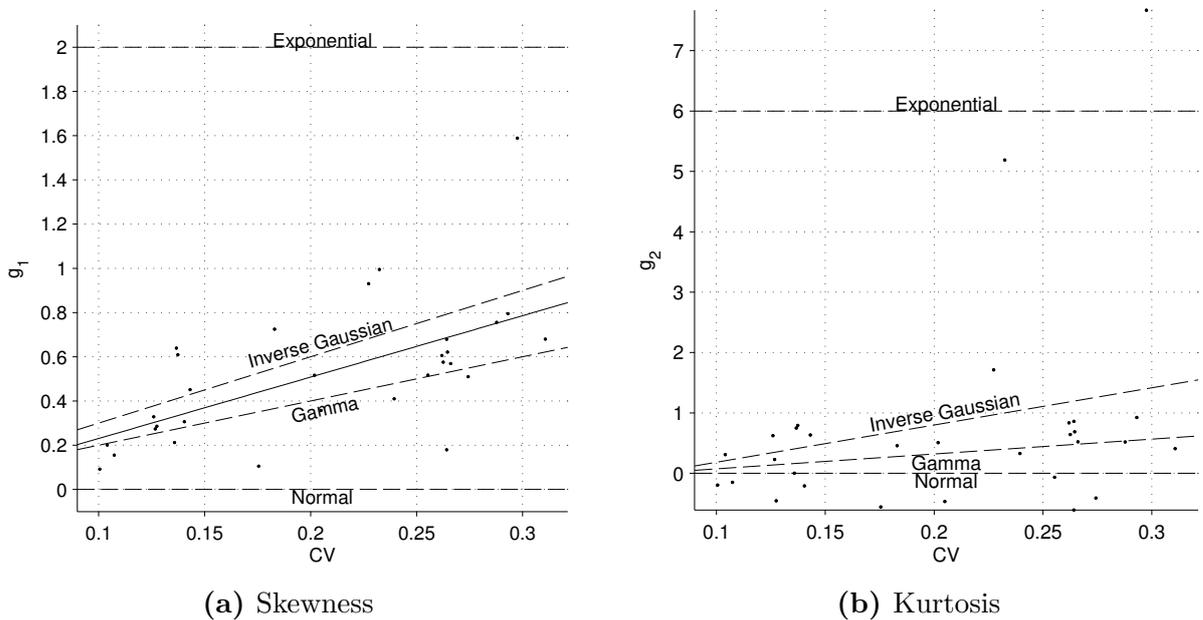 Exponential
2
1.8
1.6
1.4
1.2
1
0.8
0.6
0.4
0.2
0
g1
Inverse Gaussian
Gamma
Normal
0.1 0.15 0.2 0.25 0.3
CV
(a) Skewness
7
6
5
4
3
2
1
0
g2
Exponential
Inverse Gaussian
Gamma
Normal
0.1 0.15 0.2 0.25 0.3
CV
(b) Kurtosis